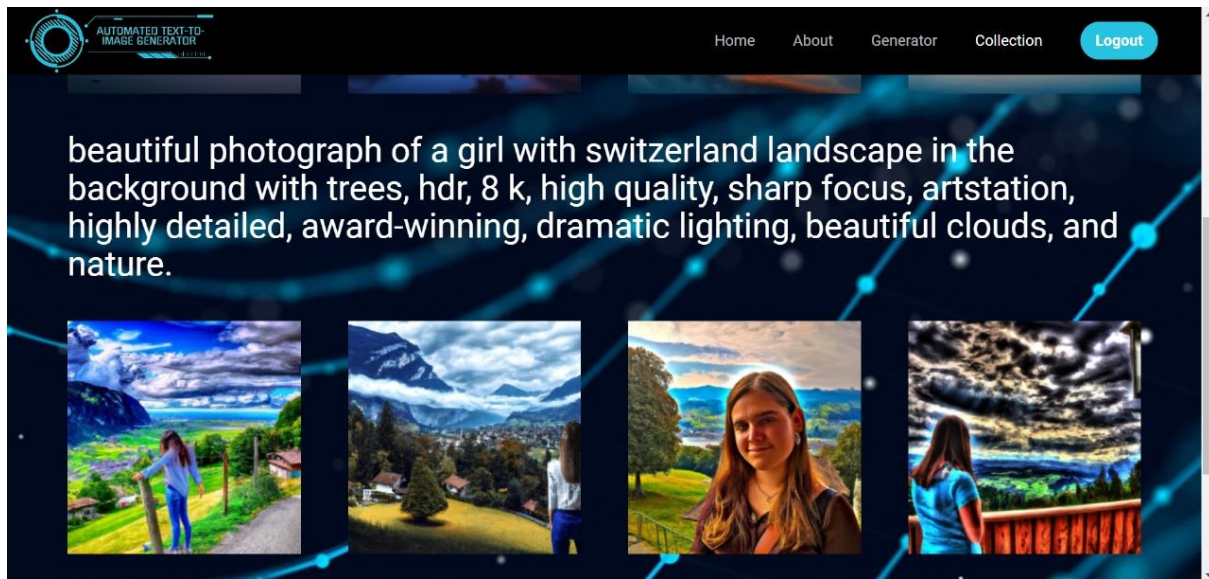 AUTOMATED TEXT-TO-
IMAGE GENERATOR
Home About Generator Collection Logout
beautiful photograph of a girl with switzerland landscape in the
background with trees, hdr, 8 k, high quality, sharp focus, artstation,
highly detailed, award-winning, dramatic lighting, beautiful clouds, and
nature.